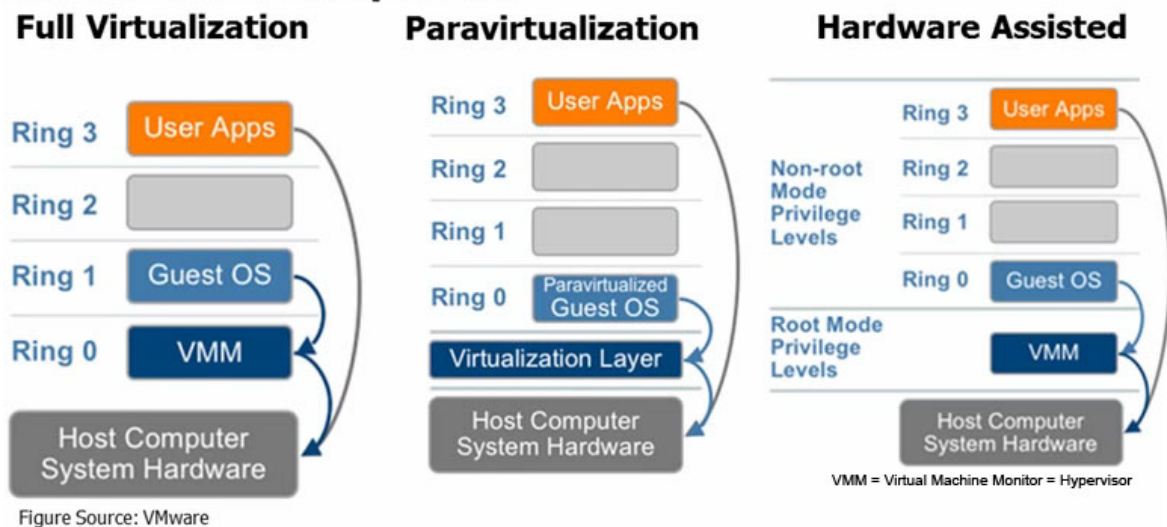 Full Virtualization
Ring 3
User Apps
Ring 2
Ring 1
Guest OS
Ring 0
VMM
Host Computer
System Hardware
Figure Source: VMware
Paravirtualization
Ring 3
User Apps
Ring 2
Ring 1
Ring 0
Paravirtualized
Guest OS
Virtualization Layer
Host Computer
System Hardware
Hardware Assisted
Non-root
Mode
Privilege
Levels
Ring 3
User Apps
Ring 2
Ring 1
Ring 0
Guest OS
Root Mode
Privilege
Levels
VMM
Host Computer
System Hardware
VMM = Virtual Machine Monitor = Hypervisor